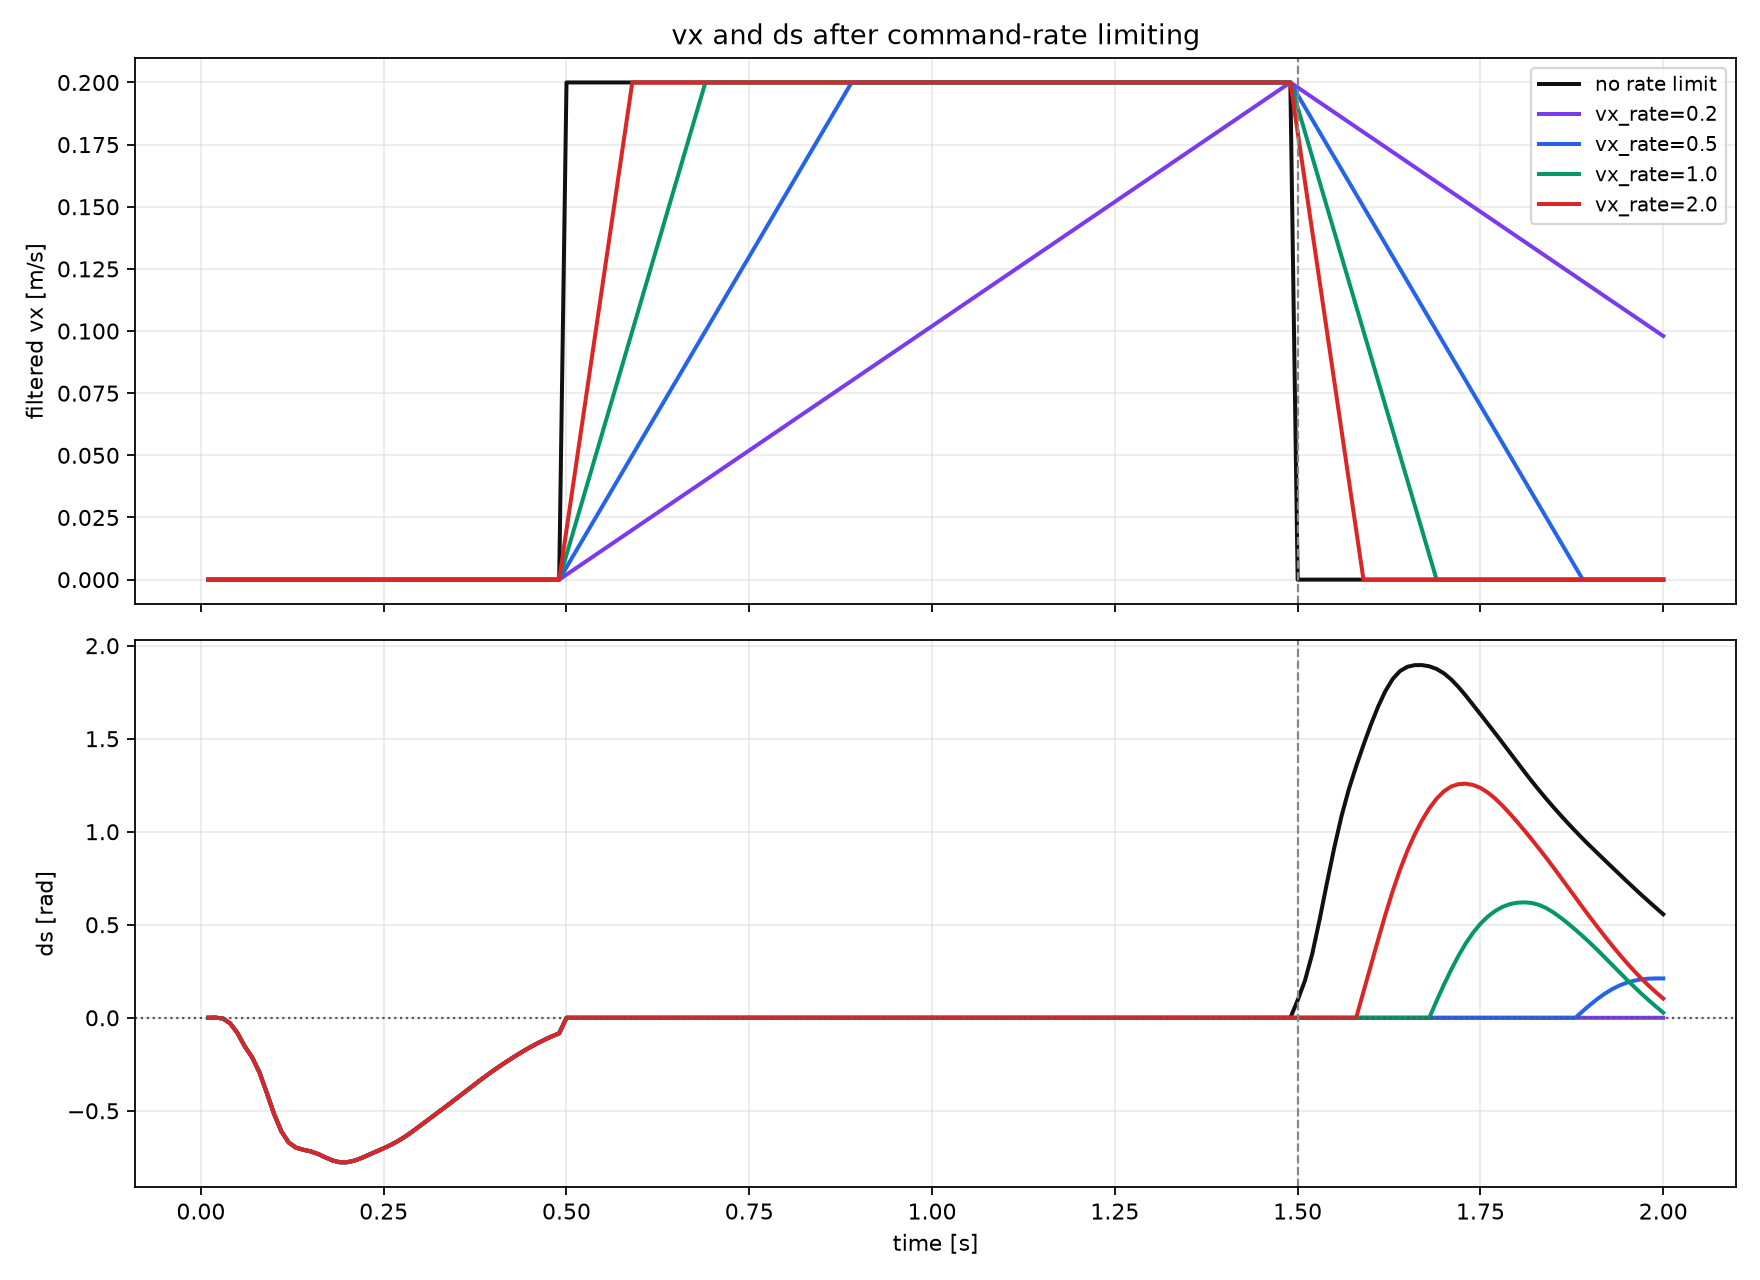 vx and ds after command-rate limiting
filtered vx [m/s]
0.200
0.175
0.150
0.125
0.100
0.075
0.050
0.025
0.000
no rate limit
vx_rate=0.2
vx_rate=0.5
vx_rate=1.0
vx_rate=2.0
ds [rad]
2.0
1.5
1.0
0.5
0.0
−0.5
0.00 0.25 0.50 0.75 1.00 1.25 1.50 1.75 2.00
time [s]